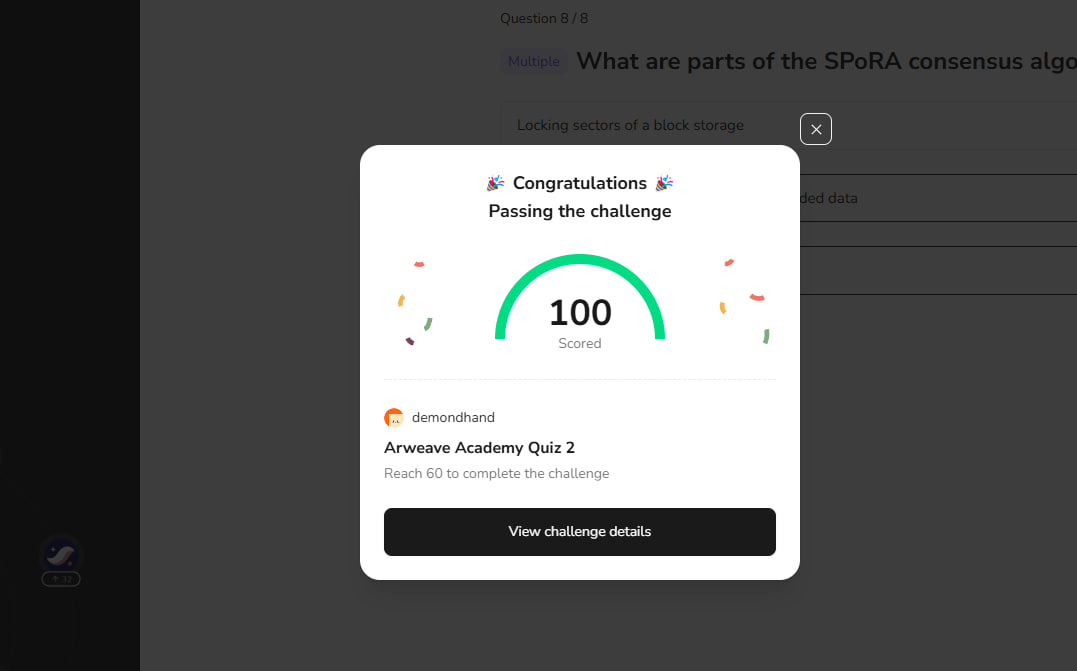 Question 8 / 8
Multiple What are parts of the SPoRA consensus algo
Locking sectors of a block storage
ded data
Congratulations
Passing the challenge
100
Scored
demondhand
Arweave Academy Quiz 2
Reach 60 to complete the challenge
View challenge details
32